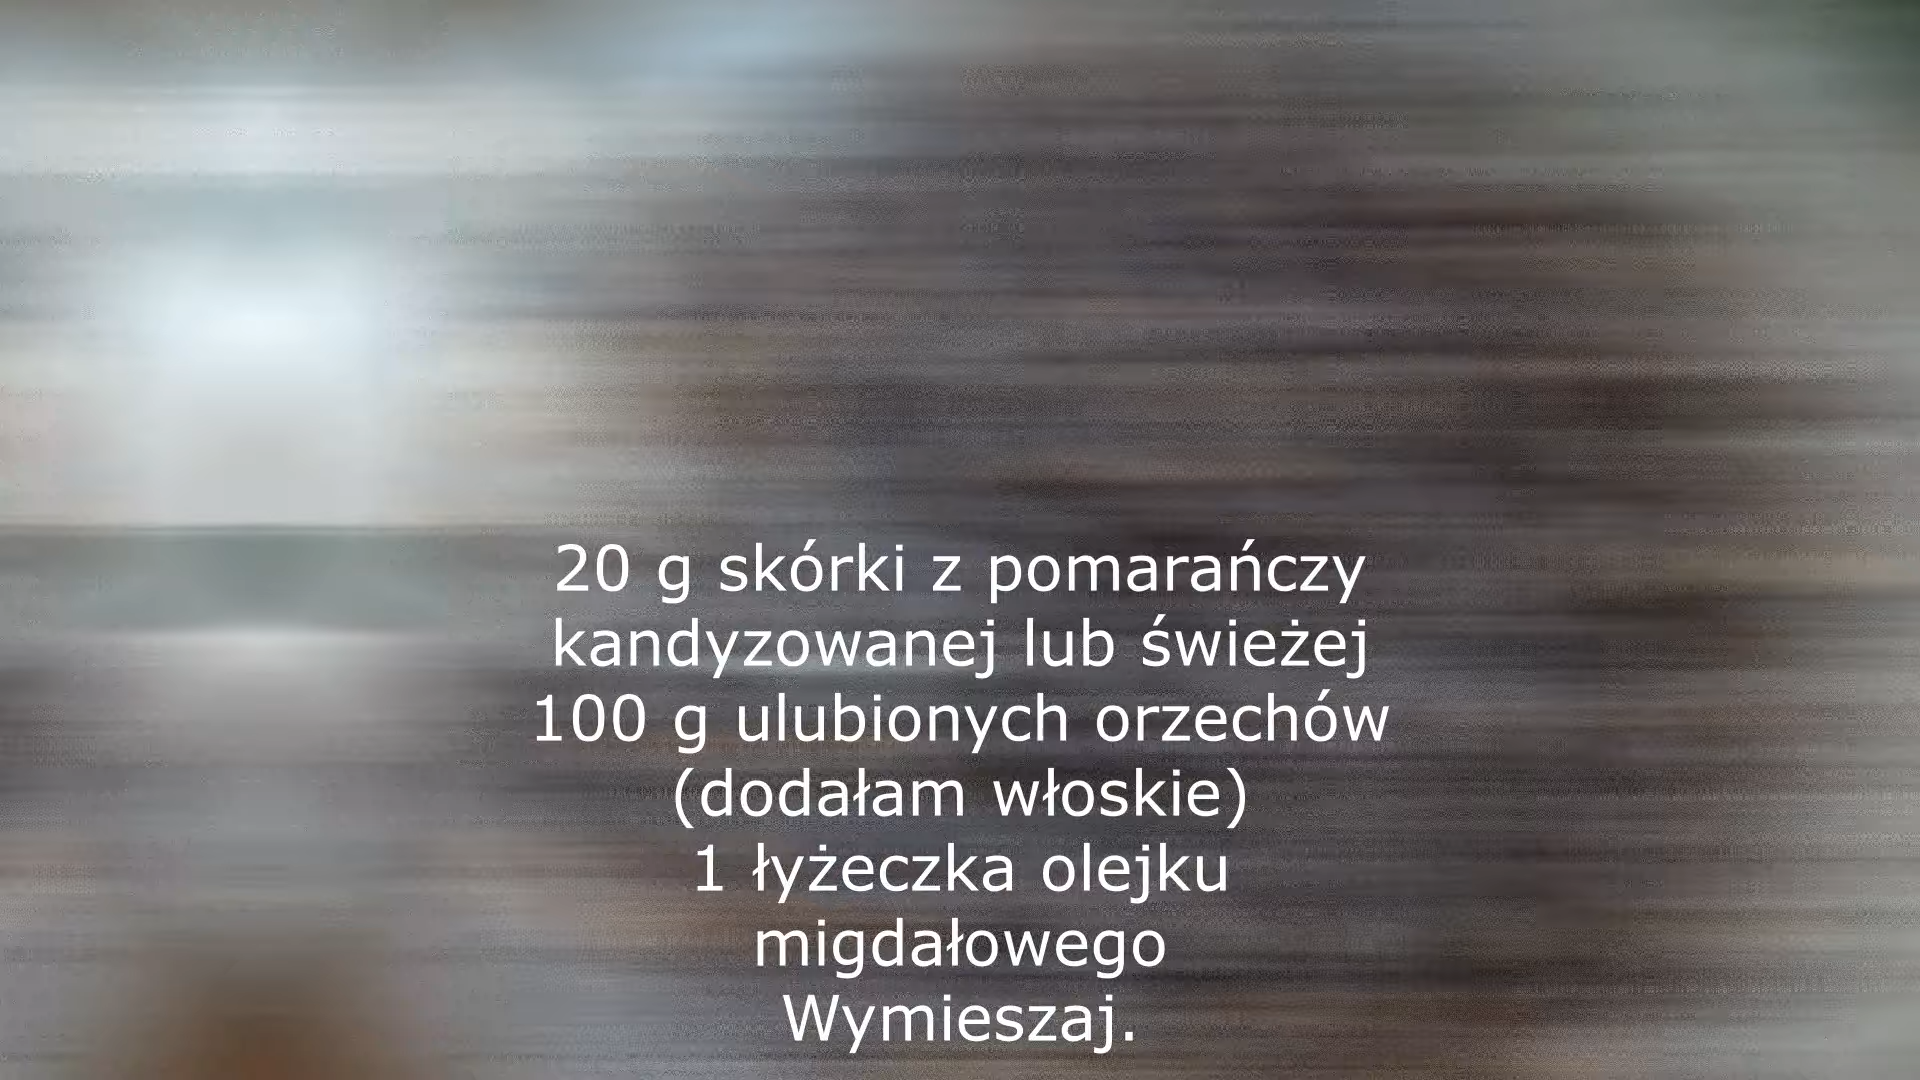 20 g skórki z pomarańczy
kandyzowanej lub świeżej
100 g ulubionych orzechów
(dodałam włoskie)
1 łyżeczka olejku
migdałowego
Wymieszaj.